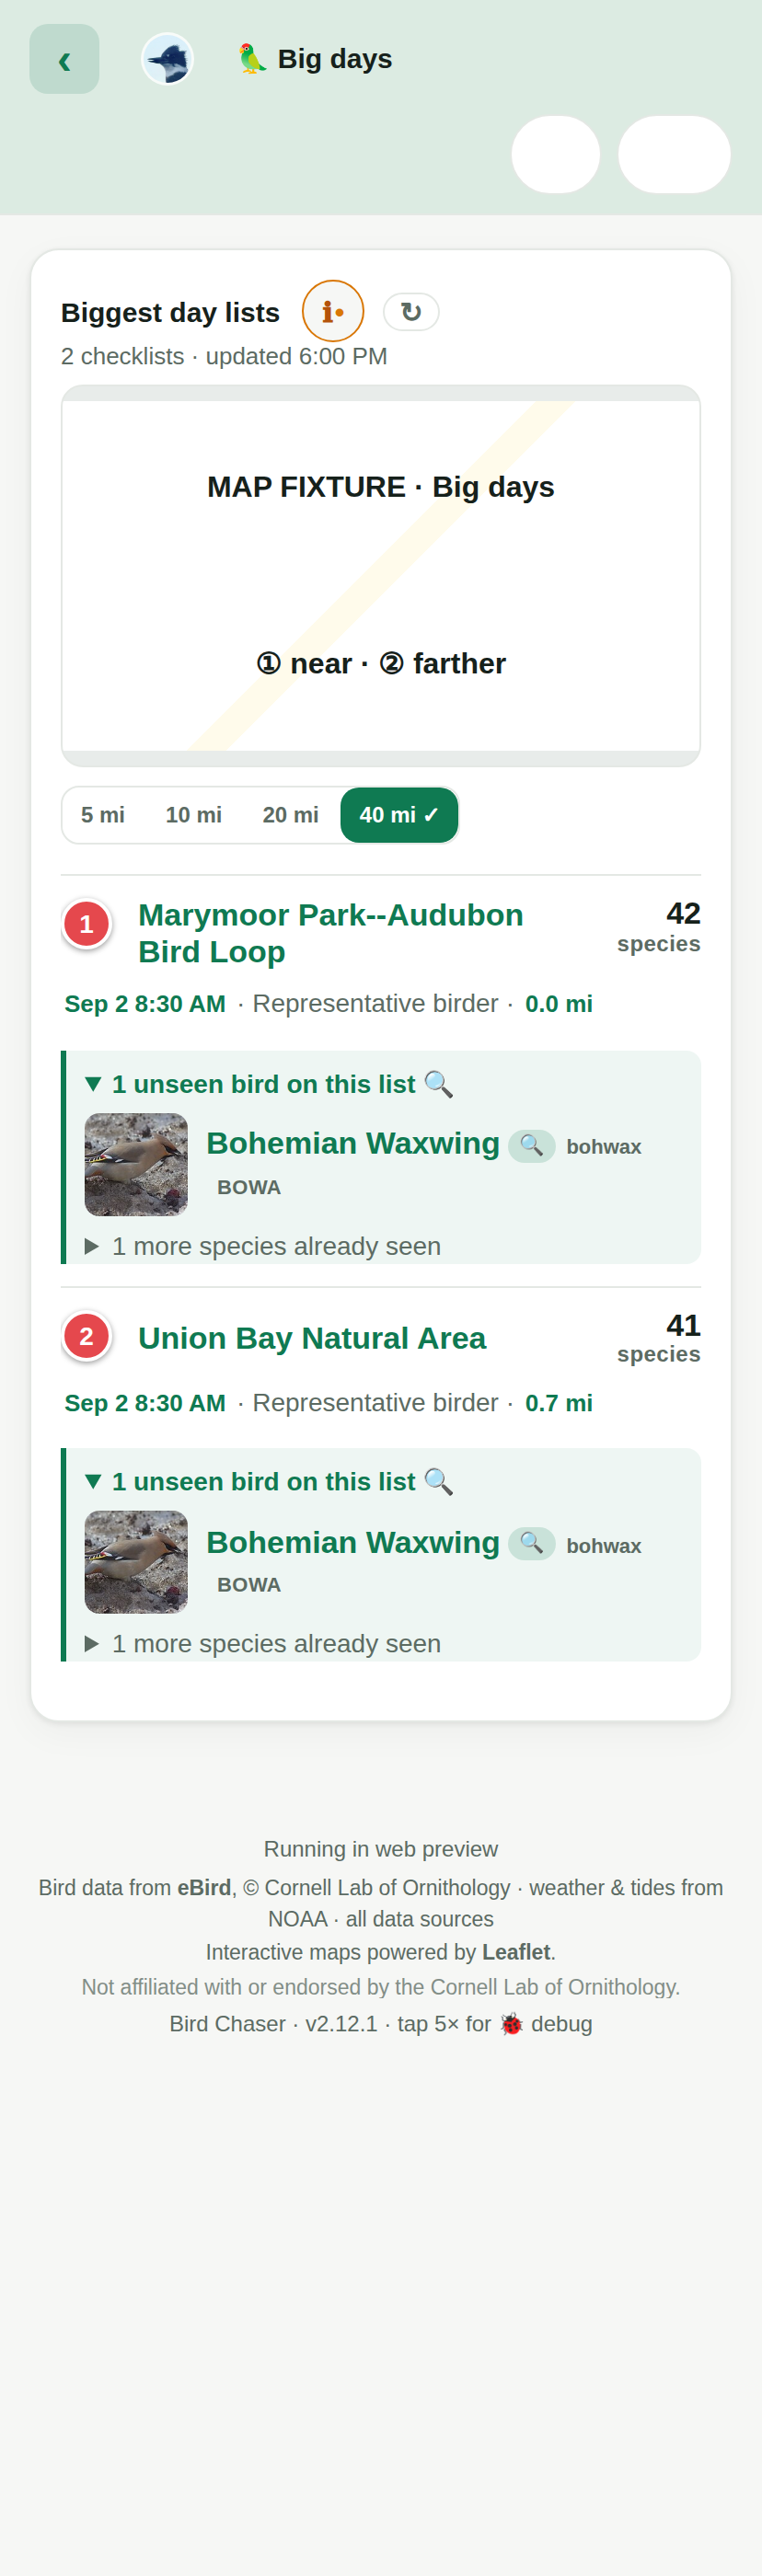 ‹ 🦜 Big days
Biggest day lists ℹ• ↻
2 checklists · updated 6:00 PM
MAP FIXTURE · Big days
① near · ② farther
5 mi 10 mi 20 mi 40 mi ✓
1 Marymoor Park--Audubon 42
Bird Loop species
Sep 2 8:30 AM · Representative birder · 0.0 mi
▼ 1 unseen bird on this list 🔍
Bohemian Waxwing 🔍 bohwax
BOWA
▶ 1 more species already seen
2 Union Bay Natural Area 41
species
Sep 2 8:30 AM · Representative birder · 0.7 mi
▼ 1 unseen bird on this list 🔍
Bohemian Waxwing 🔍 bohwax
BOWA
▶ 1 more species already seen
Running in web preview
Bird data from eBird, © Cornell Lab of Ornithology · weather & tides from
NOAA · all data sources
Interactive maps powered by Leaflet.
Not affiliated with or endorsed by the Cornell Lab of Ornithology.
Bird Chaser · v2.12.1 · tap 5× for 🐞 debug